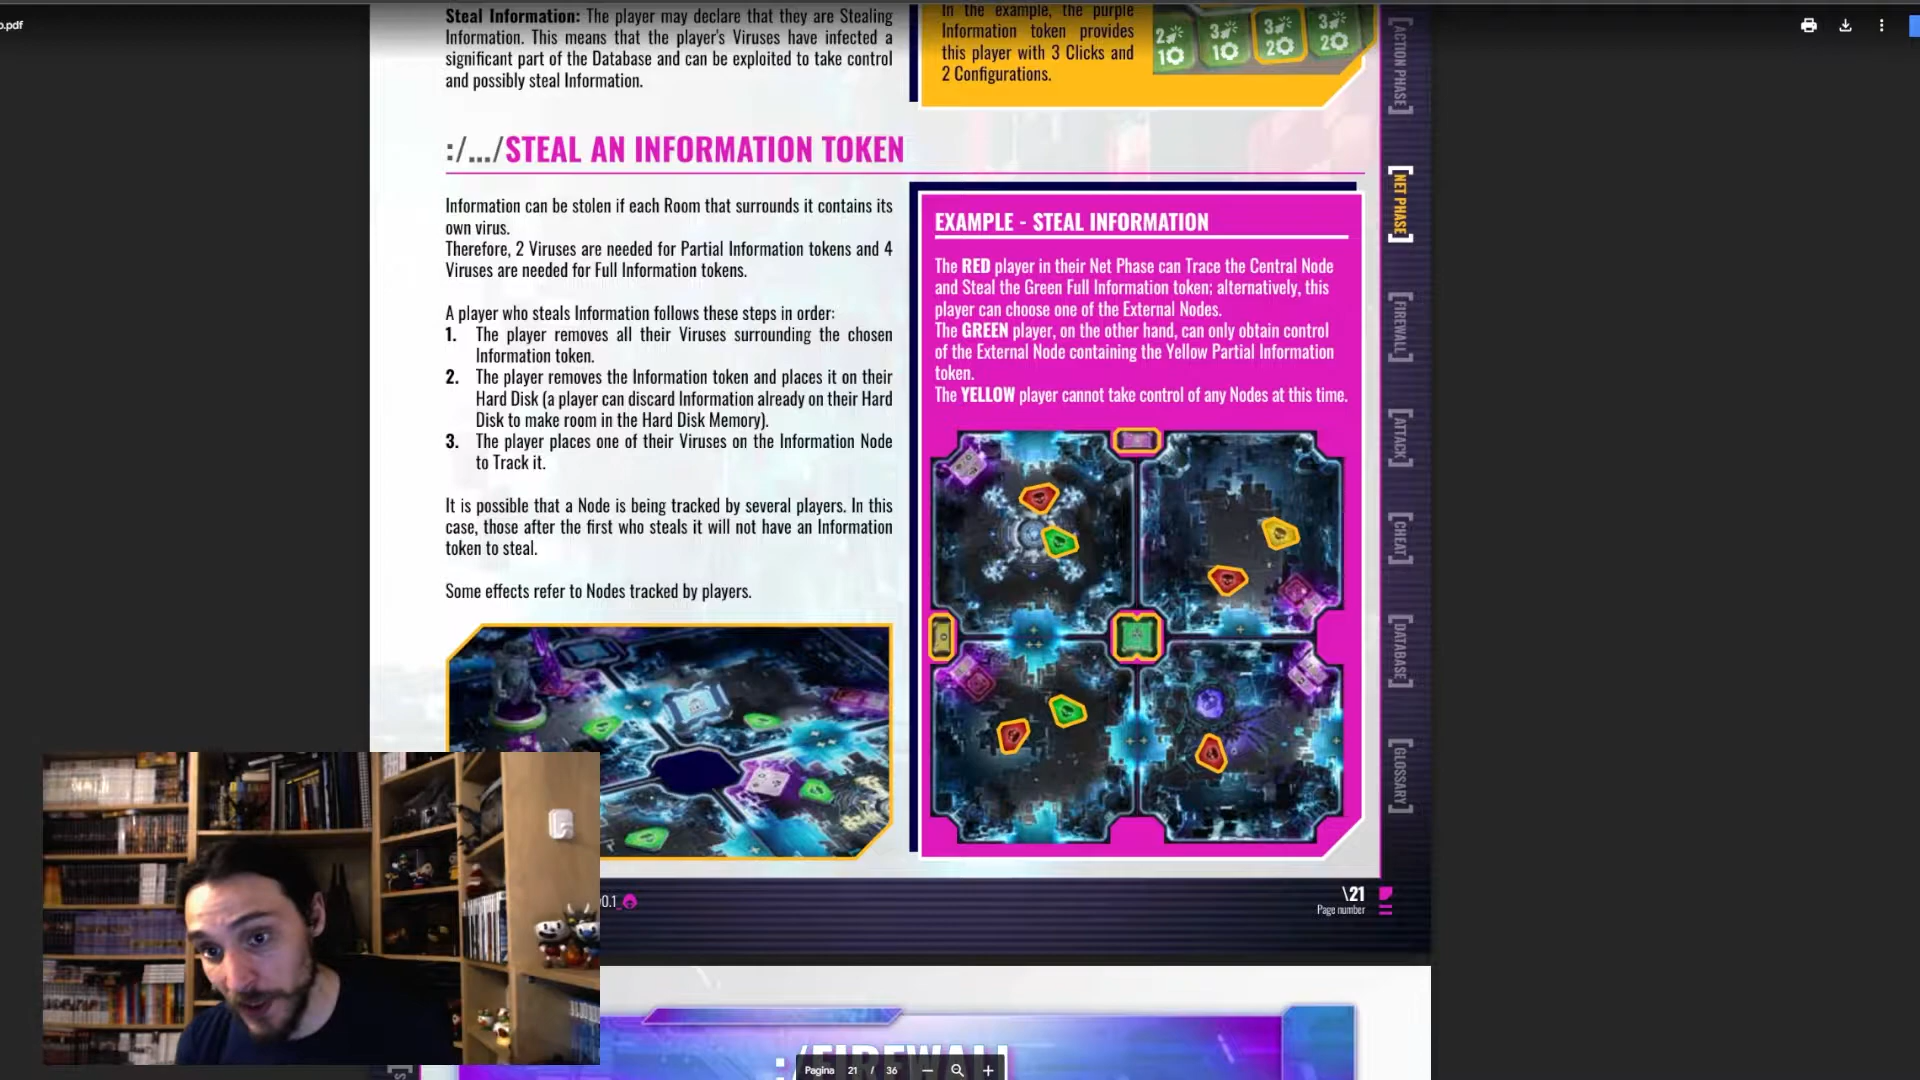 o.pdf
Steal Information: The player may declare that they are Stealing
Information. This means that the player's Viruses have infected a
significant part of the Database and can be exploited to take control
and possibly steal Information.
In the example, the purple
Information token provides
this player with 3 Clicks and
2 Configurations.
2
3
3
3
1
1
2
2
:/.../STEAL AN INFORMATION TOKEN
Information can be stolen if each Room that surrounds it contains its
own virus.
Therefore, 2 Viruses are needed for Partial Information tokens and 4
Viruses are needed for Full Information tokens.
A player who steals Information follows these steps in order:
1. The player removes all their Viruses surrounding the chosen
Information token.
2. The player removes the Information token and places it on their
Hard Disk (a player can discard Information already on their Hard
Disk to make room in the Hard Disk Memory).
3. The player places one of their Viruses on the Information Node
to Track it.
It is possible that a Node is being tracked by several players. In this
case, those after the first who steals it will not have an Information
token to steal.
Some effects refer to Nodes tracked by players.
EXAMPLE - STEAL INFORMATION
The RED player in their Net Phase can Trace the Central Node
and Steal the Green Full Information token; alternatively, this
player can choose one of the External Nodes.
The GREEN player, on the other hand, can only obtain control
of the External Node containing the Yellow Partial Information
token.
The YELLOW player cannot take control of any Nodes at this time.
[ACTION PHASE]
[NET PHASE]
[FIREWALL]
[ATTACK]
[CHEAT]
[DATABASE]
[GLOSSARY]
0.1_
\21
Page number
:/FIREWALL
Pagina 21 / 36